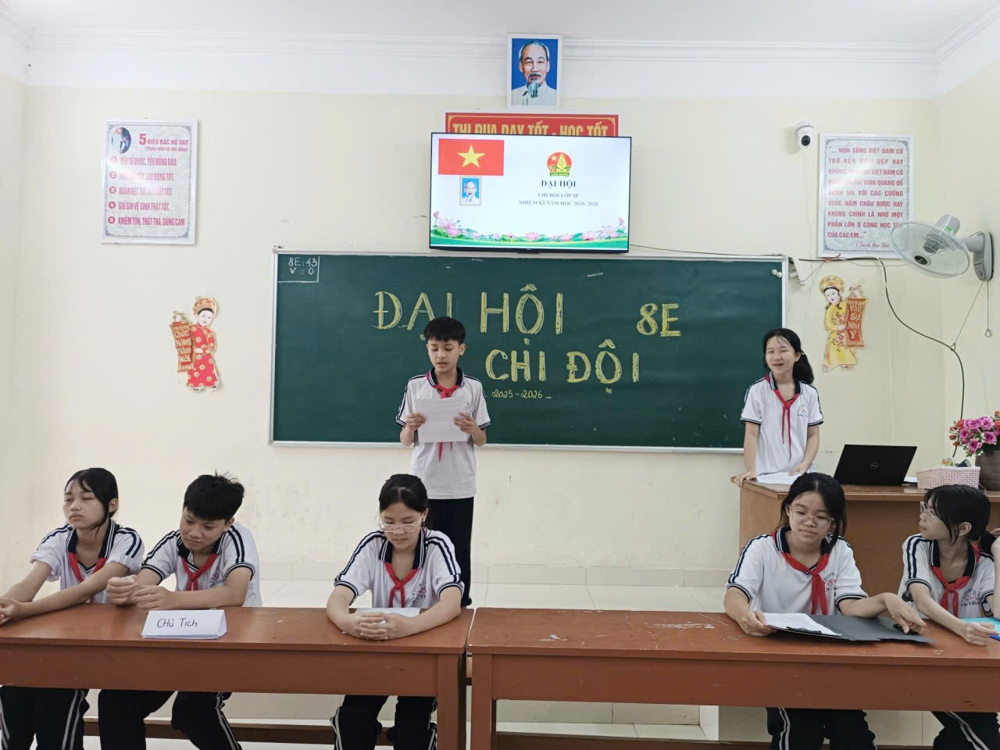 THI ĐUA DẠY TỐT - HỌC TỐT
5 ĐIỀU BÁC HỒ DẠY
(Thiếu niên và nhi đồng)
1 YÊU TỔ QUỐC, YÊU ĐỒNG BÀO.
2 HỌC TẬP TỐT, LAO ĐỘNG TỐT.
3 ĐOÀN KẾT TỐT, KỶ LUẬT TỐT.
4 GIỮ GÌN VỆ SINH THẬT TỐT.
5 KHIÊM TỐN, THẬT THÀ, DŨNG CẢM
ĐẠI HỘI
CHI ĐỘI LỚP 8E
NHIỆM KÌ NĂM HỌC 2025- 2026
... NON SÔNG VIỆT NAM CÓ
TRỞ NÊN TƯƠI ĐẸP HAY
KHÔNG
VIỆT NAM CÓ
ĐÀI VINH QUANG ĐỂ
SÁNH VAI VỚI CÁC CƯỜNG
QUỐC NĂM CHÂU ĐƯỢC HAY
KHÔNG CHÍNH LÀ NHỜ MỘT
PHẦN LỚN Ở CÔNG HỌC
CỦA CÁC EM..."
8E: 43
V : 0
ĐẠI HỘI 8E
CHI ĐỘI
2025-2026
Chúc
Mừng
Năm
Mới
Vạn
Sự
Như
Ý
CHỦ TỊCH
DELL